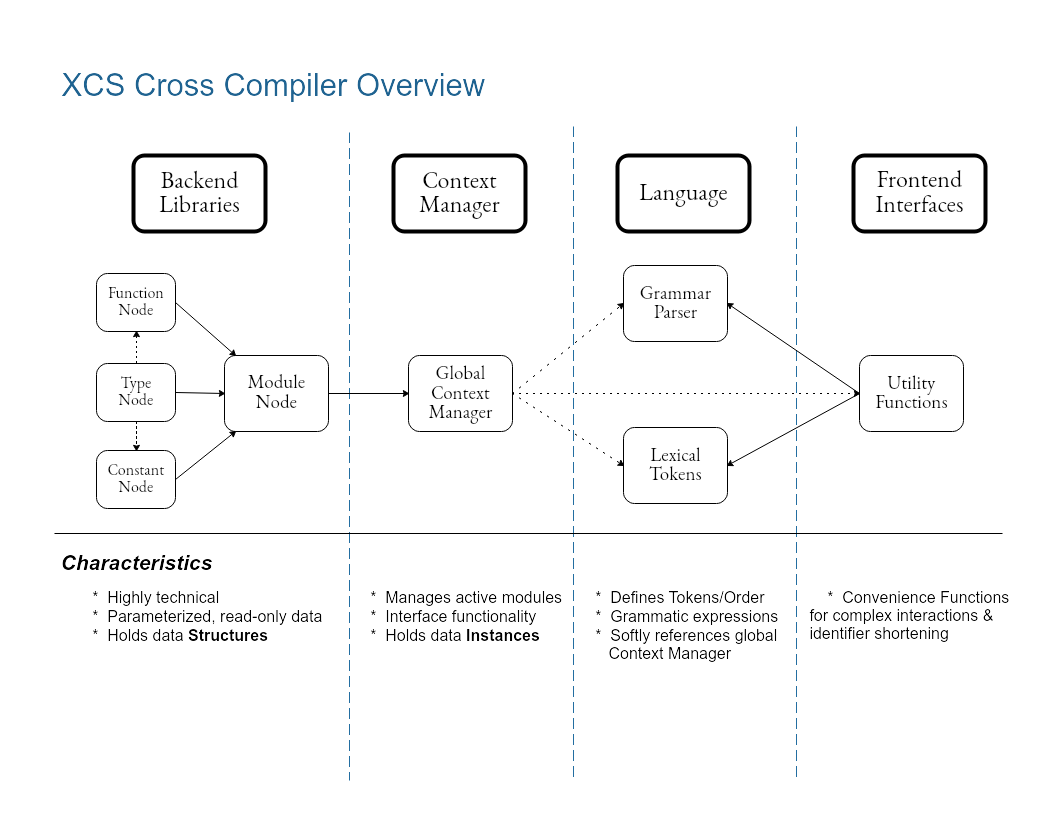 XCS Cross Compiler Overview
Backend
Libraries
Context
Manager
Language
Frontend
Interfaces
Function
Node
Type
Node
Constant
Node
Module
Node
Global
Context
Manager
Grammar
Parser
Lexical
Tokens
Utility
Functions
Characteristics
* Highly technical
* Parameterized, read-only data
* Holds data Structures
* Manages active modules
* Interface functionality
* Holds data Instances
* Defines Tokens/Order
* Grammatic expressions
* Softly references global
Context Manager
* Convenience Functions
for complex interactions &
identifier shortening